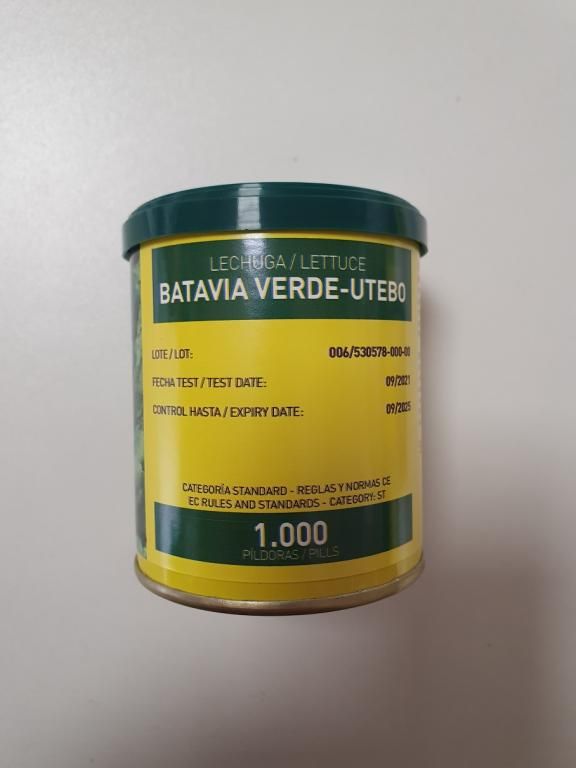 LECHUGA / LETTUCE
BATAVIA VERDE-UTEBO
LOTE / LOT: 006/530578-000-00
FECHA TEST / TEST DATE: 09/2021
CONTROL HASTA / EXPIRY DATE: 09/2025
CATEGORÍA STANDARD - REGLAS Y NORMAS CE
EC RULES AND STANDARDS - CATEGORY: ST
1.000
PÍLDORAS / PILLS